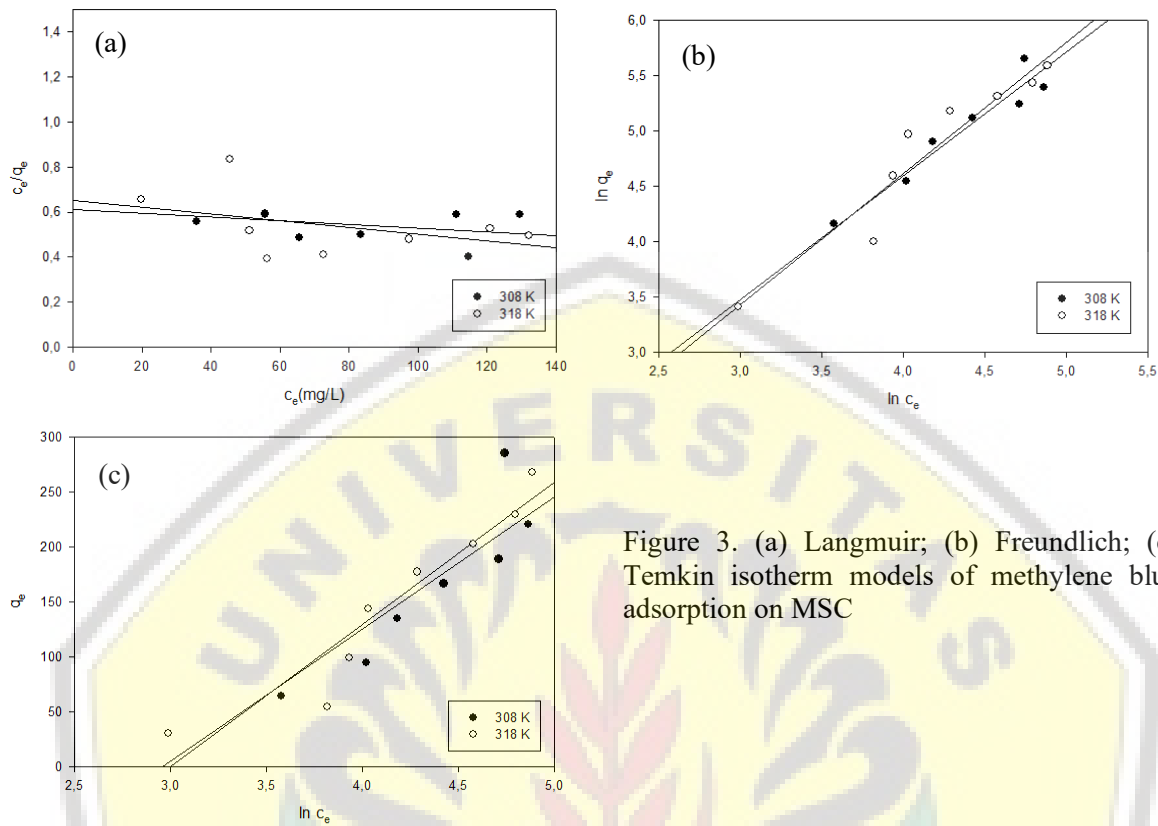 (a)
1,4
1,2
1,0
0,8
0,6
0,4
0,2
0,0
c_e/q_e
0 20 40 60 80 100 120 140
c_e(mg/L)
308 K
318 K
(b)
6,0
5,5
5,0
4,5
4,0
3,5
3,0
ln q_e
2,5 3,0 3,5 4,0 4,5 5,0 5,5
ln c_e
308 K
318 K
(c)
300
250
200
150
100
50
0
q_e
2,5 3,0 3,5 4,0 4,5 5,0
ln c_e
308 K
318 K
Figure 3. (a) Langmuir; (b) Freundlich; (c
Temkin isotherm models of methylene blu
adsorption on MSC
UNIVERSITAS